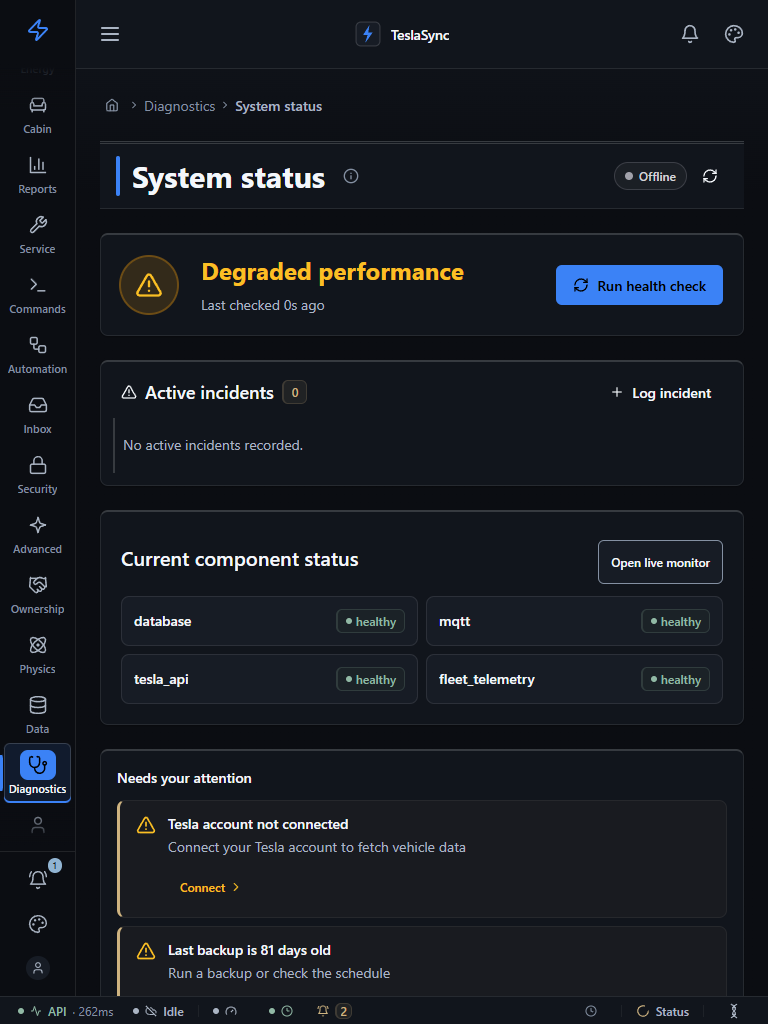 TeslaSync
Energy
Cabin
Reports
Service
Commands
Automation
Inbox
Security
Advanced
Ownership
Physics
Data
Diagnostics
1
Diagnostics
System status
System status
Offline
Degraded performance
Last checked 0s ago
Run health check
Active incidents 0
Log incident
No active incidents recorded.
Current component status
Open live monitor
database healthy
mqtt healthy
tesla_api healthy
fleet_telemetry healthy
Needs your attention
Tesla account not connected
Connect your Tesla account to fetch vehicle data
Connect
Last backup is 81 days old
Run a backup or check the schedule
API · 262ms Idle 2 Status